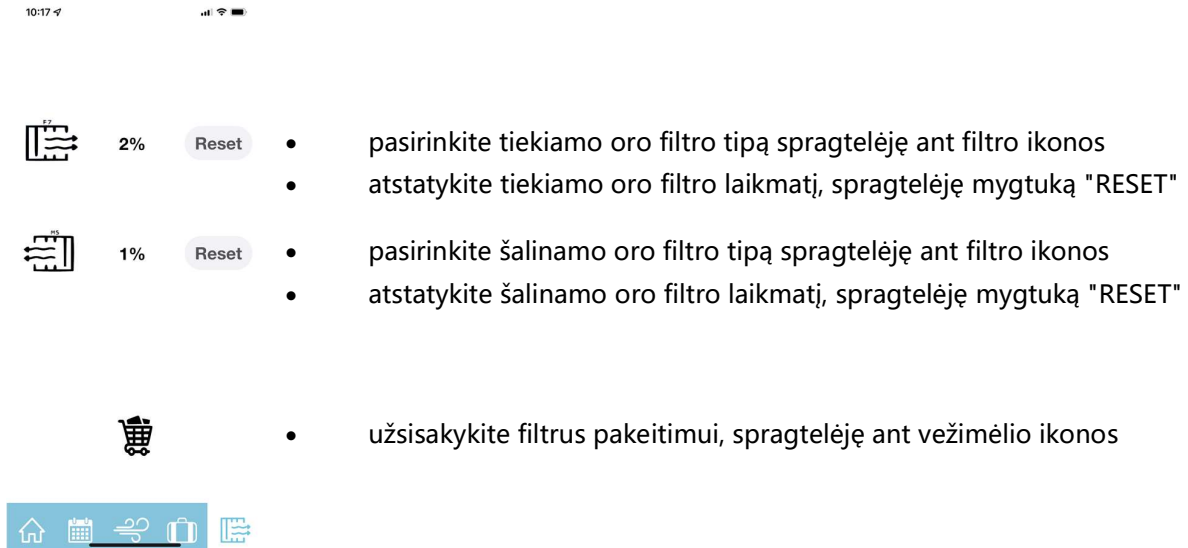 10:17
F7
2%
Reset
• pasirinkite tiekiamo oro filtro tipą spragtelėję ant filtro ikonos
• atstatykite tiekiamo oro filtro laikmatį, spragtelėję mygtuką "RESET"
M5
1%
Reset
• pasirinkite šalinamo oro filtro tipą spragtelėję ant filtro ikonos
• atstatykite šalinamo oro filtro laikmatį, spragtelėję mygtuką "RESET"
• užsisakykite filtrus pakeitimui, spragtelėję ant vežimėlio ikonos